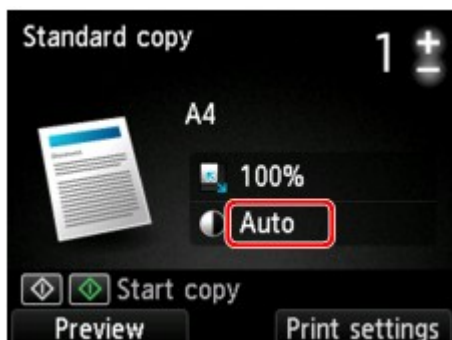 Standard copy
1
A4
100%
Auto
Start copy
Preview
Print settings